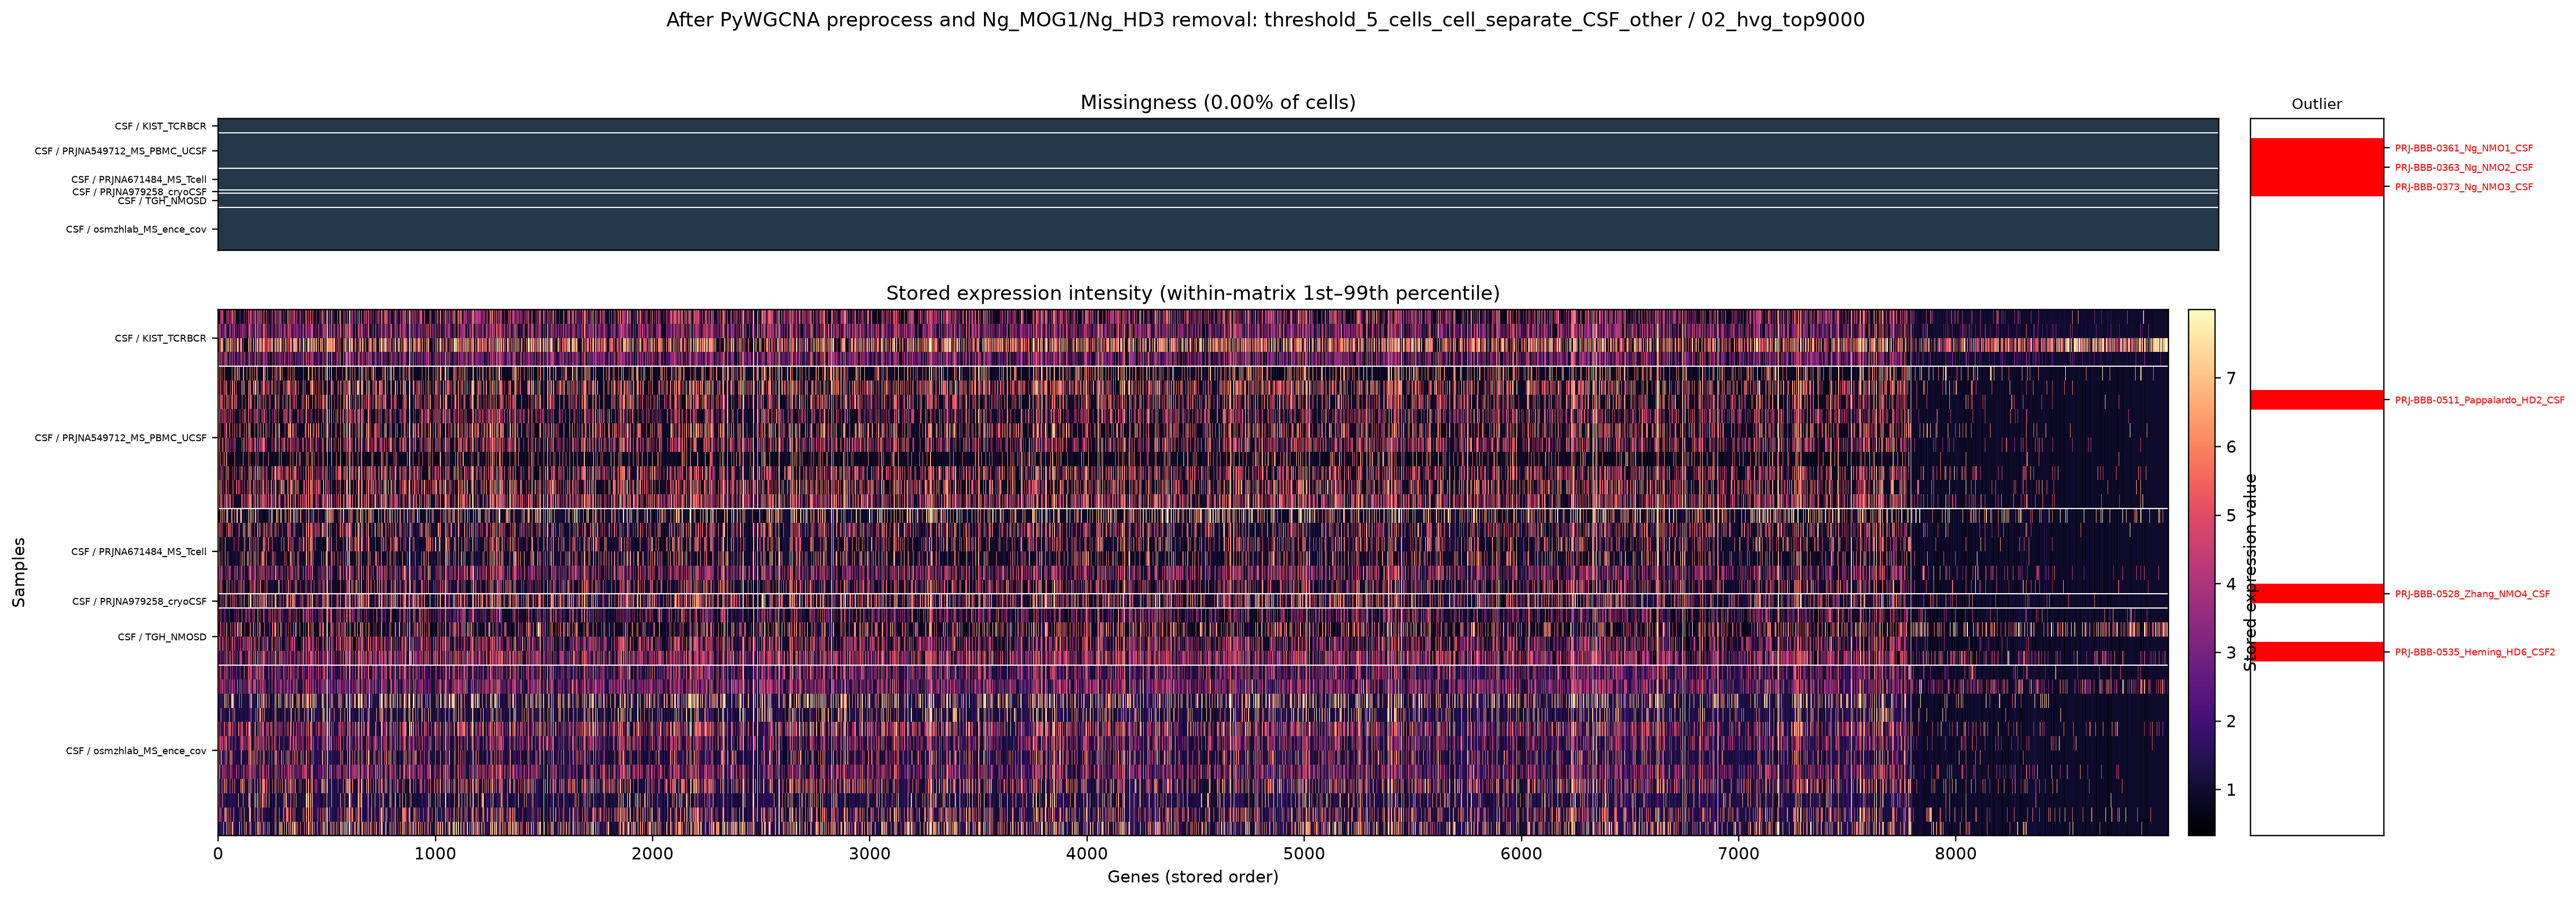 After PyWGCNA preprocess and Ng_MOG1/Ng_HD3 removal: threshold_5_cells_cell_separate_CSF_other / 02_hvg_top9000
Missingness (0.00% of cells)
CSF / KIST_TCRBCR
CSF / PRJNA549712_MS_PBMC_UCSF
CSF / PRJNA671484_MS_Tcell
CSF / PRJNA979258_cryoCSF
CSF / TGH_NMOSD
CSF / osmzhlab_MS_ence_cov
Outlier
PRJ-BBB-0361_Ng_NMO1_CSF
PRJ-BBB-0363_Ng_NMO2_CSF
PRJ-BBB-0373_Ng_NMO3_CSF
PRJ-BBB-0511_Pappalardo_HD2_CSF
PRJ-BBB-0528_Zhang_NMO4_CSF
PRJ-BBB-0535_Heming_HD6_CSF2
Stored expression intensity (within-matrix 1st–99th percentile)
Samples
CSF / KIST_TCRBCR
CSF / PRJNA549712_MS_PBMC_UCSF
CSF / PRJNA671484_MS_Tcell
CSF / PRJNA979258_cryoCSF
CSF / TGH_NMOSD
CSF / osmzhlab_MS_ence_cov
0 1000 2000 3000 4000 5000 6000 7000 8000
Genes (stored order)
7
6
5
4
3
2
1
Stored expression value